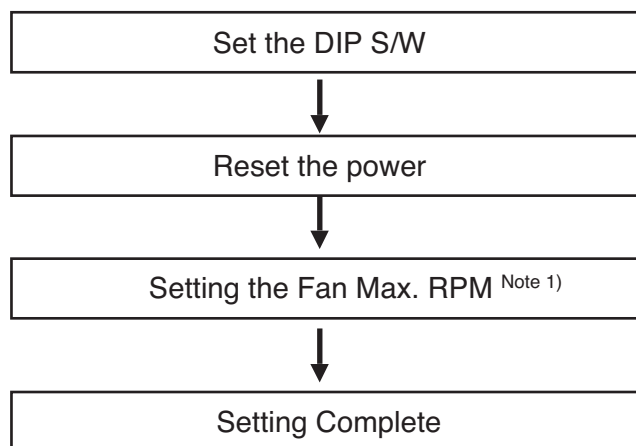 Set the DIP S/W
Reset the power
Setting the Fan Max. RPM Note 1)
Setting Complete